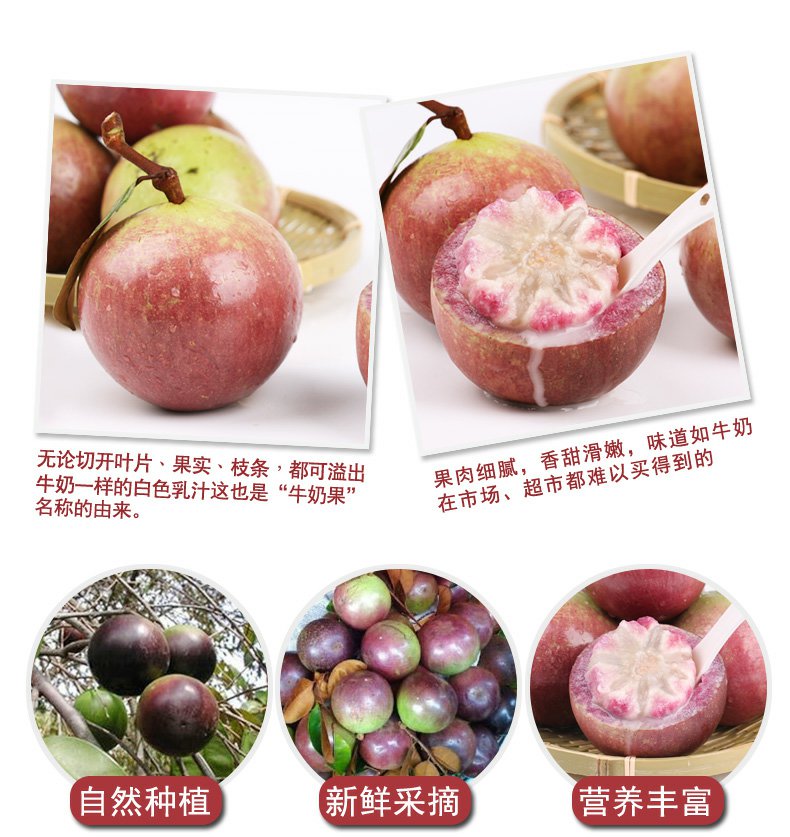 无论切开叶片、果实、枝条，都可溢出
牛奶一样的白色乳汁这也是“牛奶果”
名称的由来。
果肉细腻，香甜滑嫩，味道如牛奶
在市场、超市都难以买得到的
自然种植
新鲜采摘
营养丰富